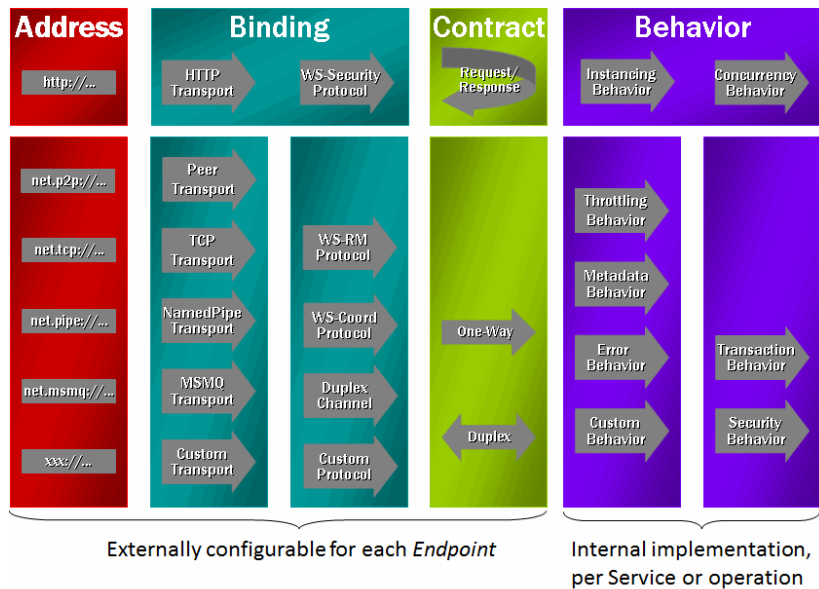 Address
Binding
Contract
Behavior
http://...
HTTP
Transport
WS-Security
Protocol
Request/
Response
Instancing
Behavior
Concurrency
Behavior
net.p2p://...
net.tcp://...
net.pipe://...
net.msmq://...
xxx://...
Peer
Transport
TCP
Transport
NamedPipe
Transport
MSMQ
Transport
Custom
Transport
WS-RM
Protocol
WS-Coord
Protocol
Duplex
Channel
Custom
Protocol
One-Way
Duplex
Throttling
Behavior
Metadata
Behavior
Error
Behavior
Custom
Behavior
Transaction
Behavior
Security
Behavior
Externally configurable for each Endpoint
Internal implementation,
per Service or operation